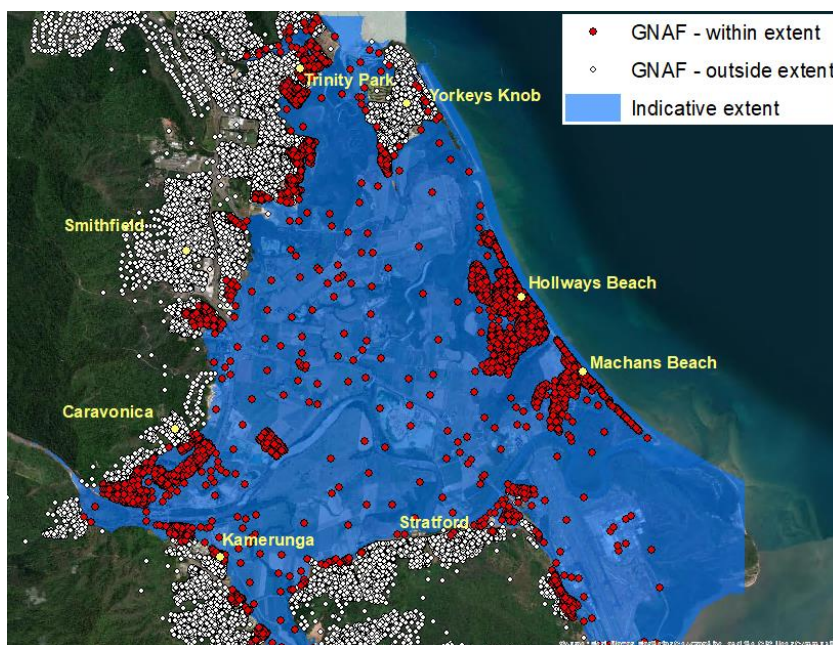 GNAF - within extent
GNAF - outside extent
Indicative extent
Trinity Park
Yorkeys Knob
Smithfield
Hollways Beach
Machans Beach
Caravonica
Stratford
Kamerunga